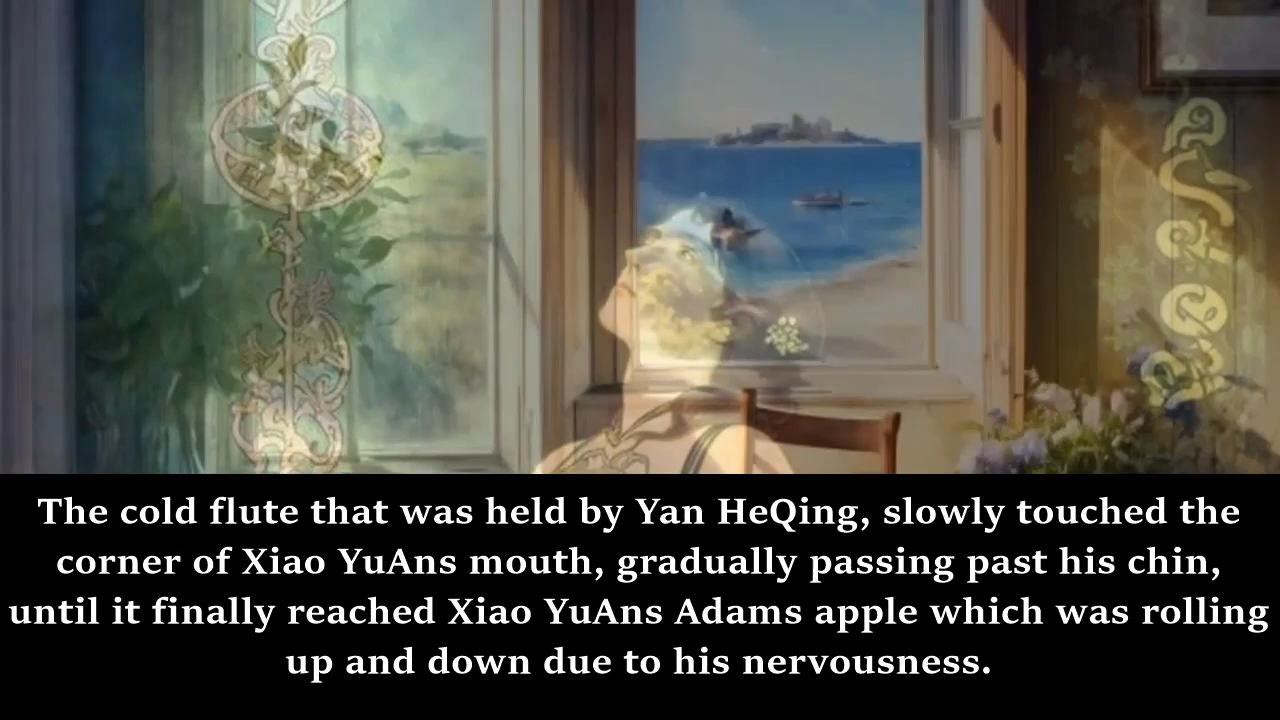 The cold flute that was held by Yan HeQing, slowly touched the
corner of Xiao YuAns mouth, gradually passing past his chin,
until it finally reached Xiao YuAns Adams apple which was rolling
up and down due to his nervousness.